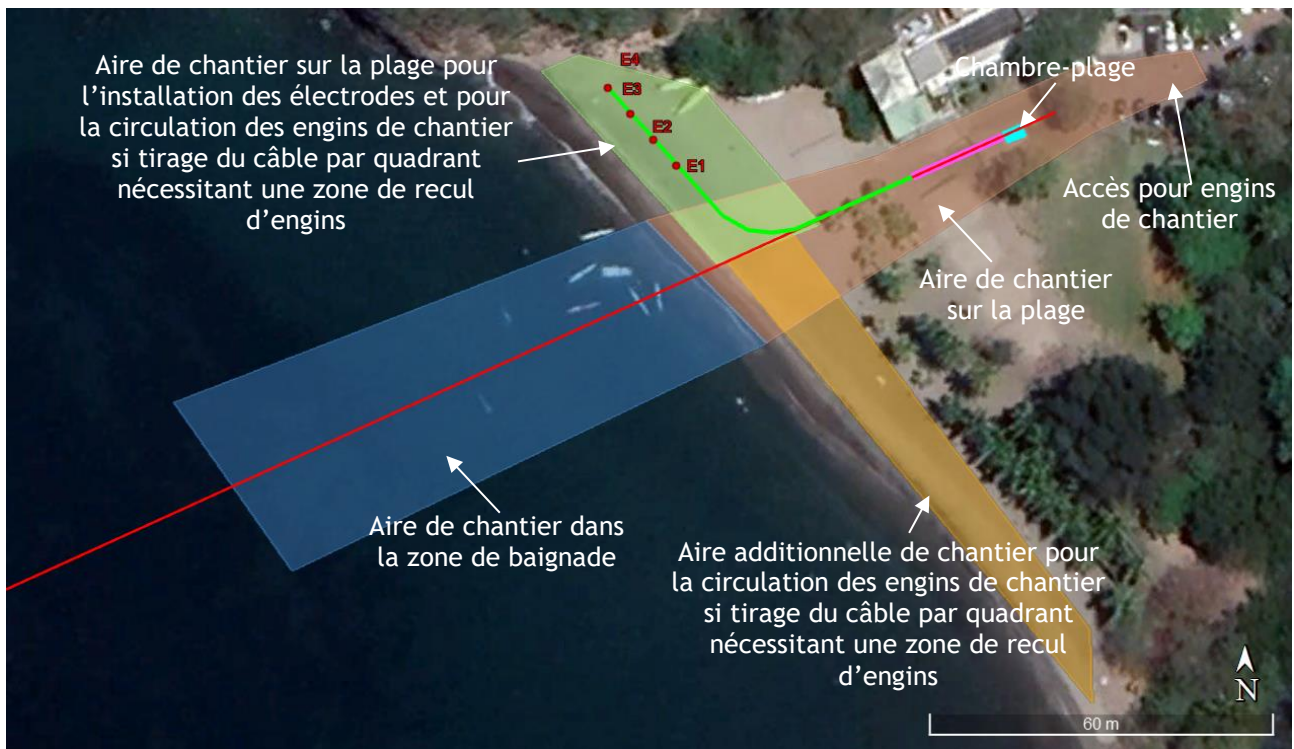 Aire de chantier sur la plage pour
l'installation des électrodes et pour
la circulation des engins de chantier
si tirage du câble par quadrant
nécessitant une zone de recul
d'engins
E4
E3
E2
E1
Chambre-plage
Accès pour engins
de chantier
Aire de chantier
sur la plage
Aire de chantier dans
la zone de baignade
Aire additionnelle de chantier pour
la circulation des engins de chantier
si tirage du câble par quadrant
nécessitant une zone de recul
d'engins
N
60 m